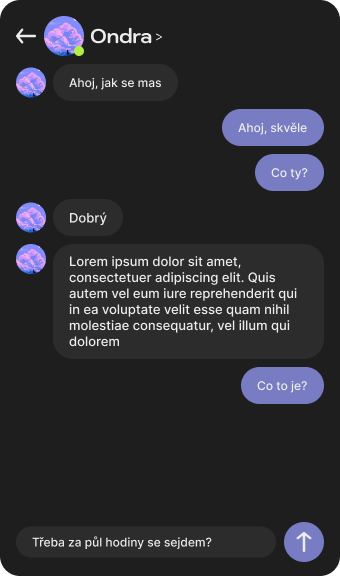 Ondra >
Ahoj, jak se mas
Ahoj, skvěle
Co ty?
Dobrý
Lorem ipsum dolor sit amet,
consectetuer adipiscing elit. Quis
autem vel eum iure reprehenderit qui
in ea voluptate velit esse quam nihil
molestiae consequatur, vel illum qui
dolorem
Co to je?
Třeba za půl hodiny se sejdem?